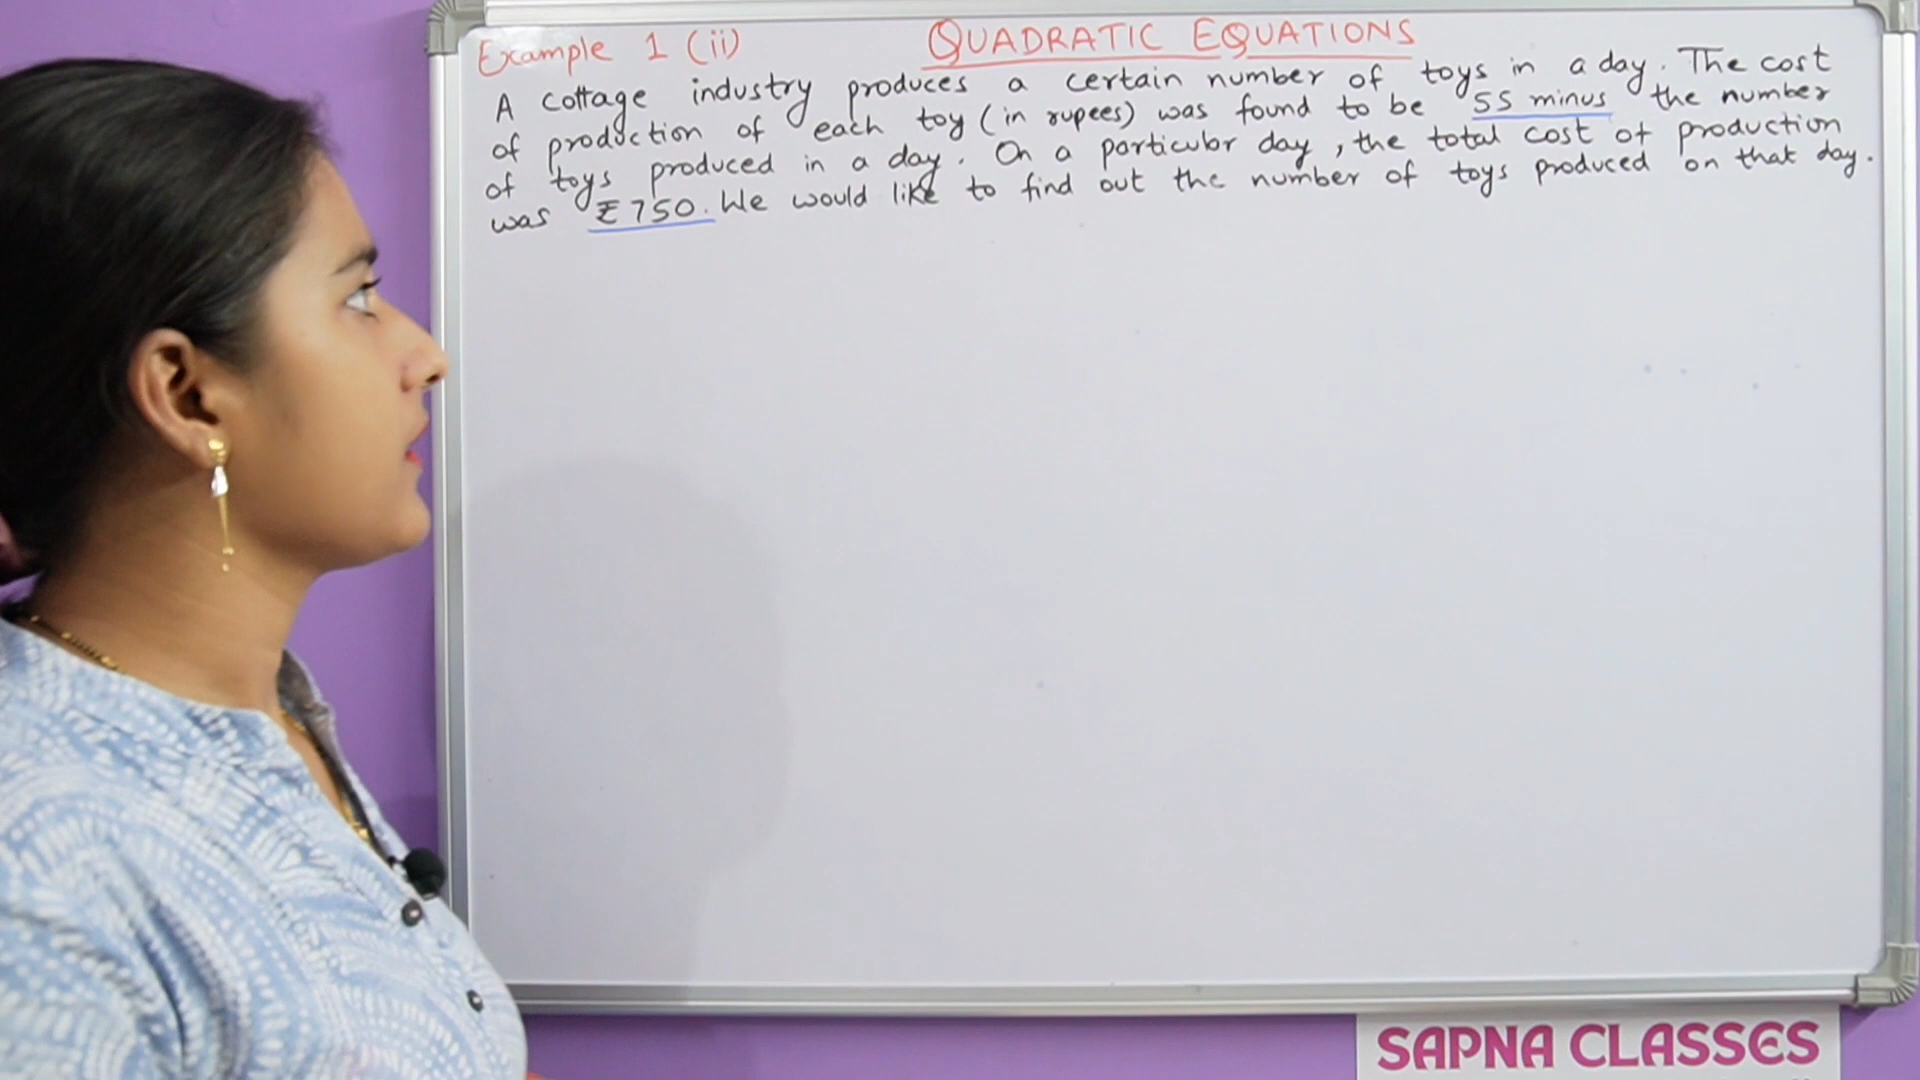 Example 1 (ii) QUADRATIC EQUATIONS
A cottage industry produces a certain number of toys in a day. The cost
of production of each toy (in rupees) was found to be 55 minus the number
of toys produced in a day. On a particular day, the total cost of production
was ₹750. We would like to find out the number of toys produced on that day.
SAPNA CLASSES